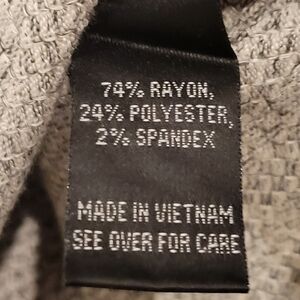 74% RAYON,
24% POLYESTER,
2% SPANDEX
MADE IN VIETNAM
SEE OVER FOR CARE